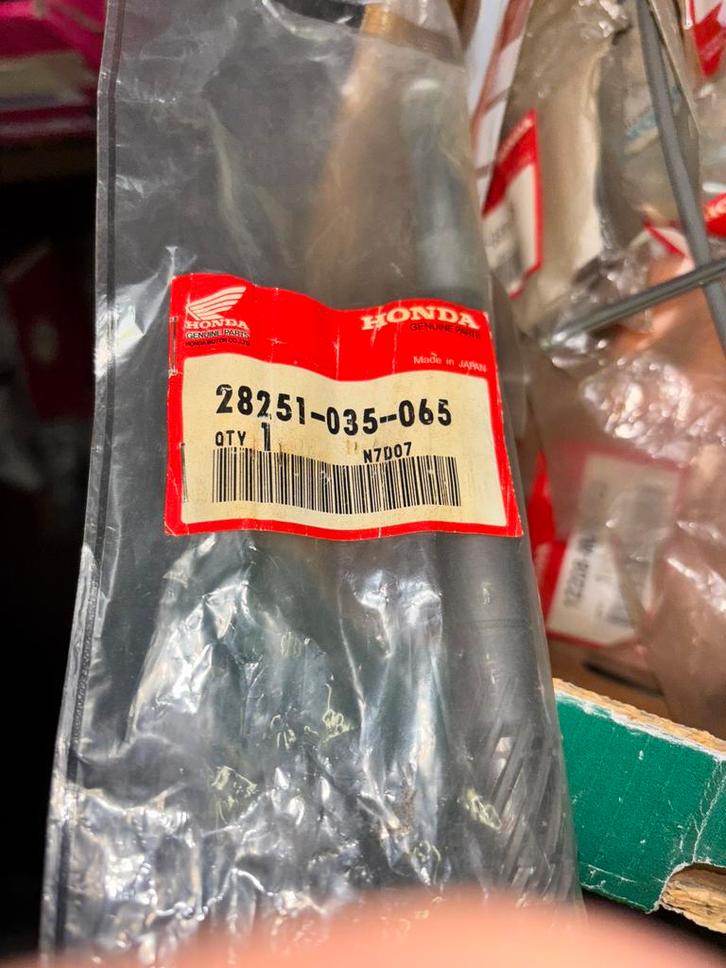 HONDA
GENUINE PARTS
HONDA MOTOR CO.,LTD.
HONDA
GENUINE PARTS
Made in JAPAN
28251-035--065
QTY 1
N7D07